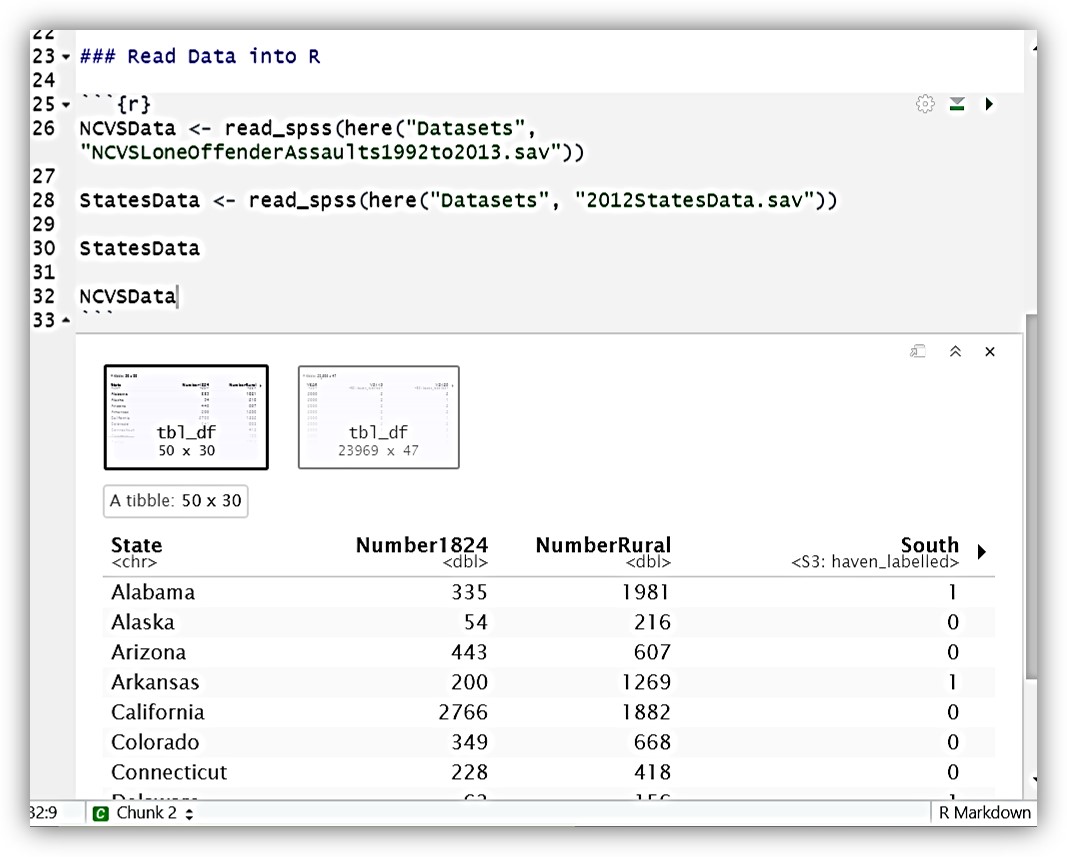 22
23 ### Read Data into R
24
25 ```{r}
26 NCVSData <- read_spss(here("Datasets",
"NCVSLoneOffenderAssaults1992to2013.sav"))
27
28 StatesData <- read_spss(here("Datasets", "2012StatesData.sav"))
29
30 StatesData
31
32 NCVSData
33 ```
tbl_df
50 x 30
tbl_df
23969 x 47
A tibble: 50 x 30
State Number1824 NumberRural South
<chr> <dbl> <dbl> <S3: haven_labelled>
Alabama 335 1981 1
Alaska 54 216 0
Arizona 443 607 0
Arkansas 200 1269 1
California 2766 1882 0
Colorado 349 668 0
Connecticut 228 418 0
32:9 C Chunk 2 R Markdown